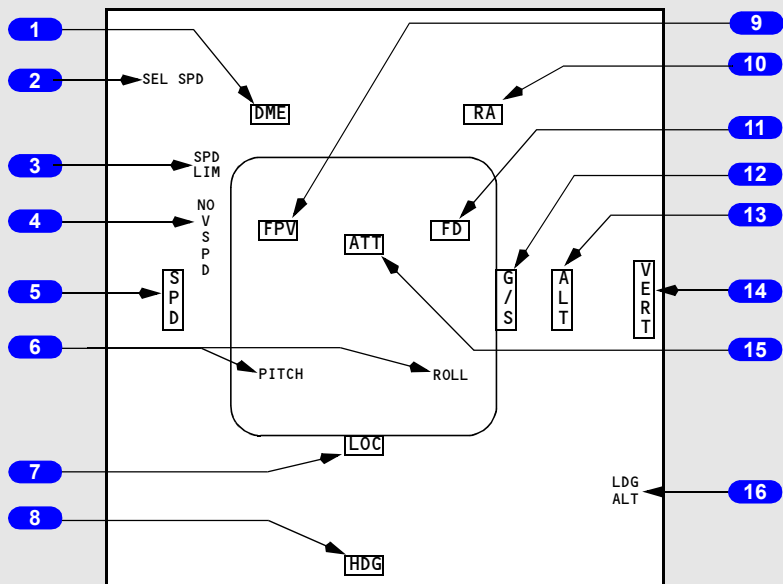 1
9
2
SEL SPD
10
DME
RA
11
3
SPD
LIM
12
4
NO
V
S
P
D
FPV
ATT
FD
13
5
S
P
D
G
/
S
A
L
T
V
E
R
T
14
6
15
PITCH
ROLL
LOC
7
LDG
ALT
16
8
HDG